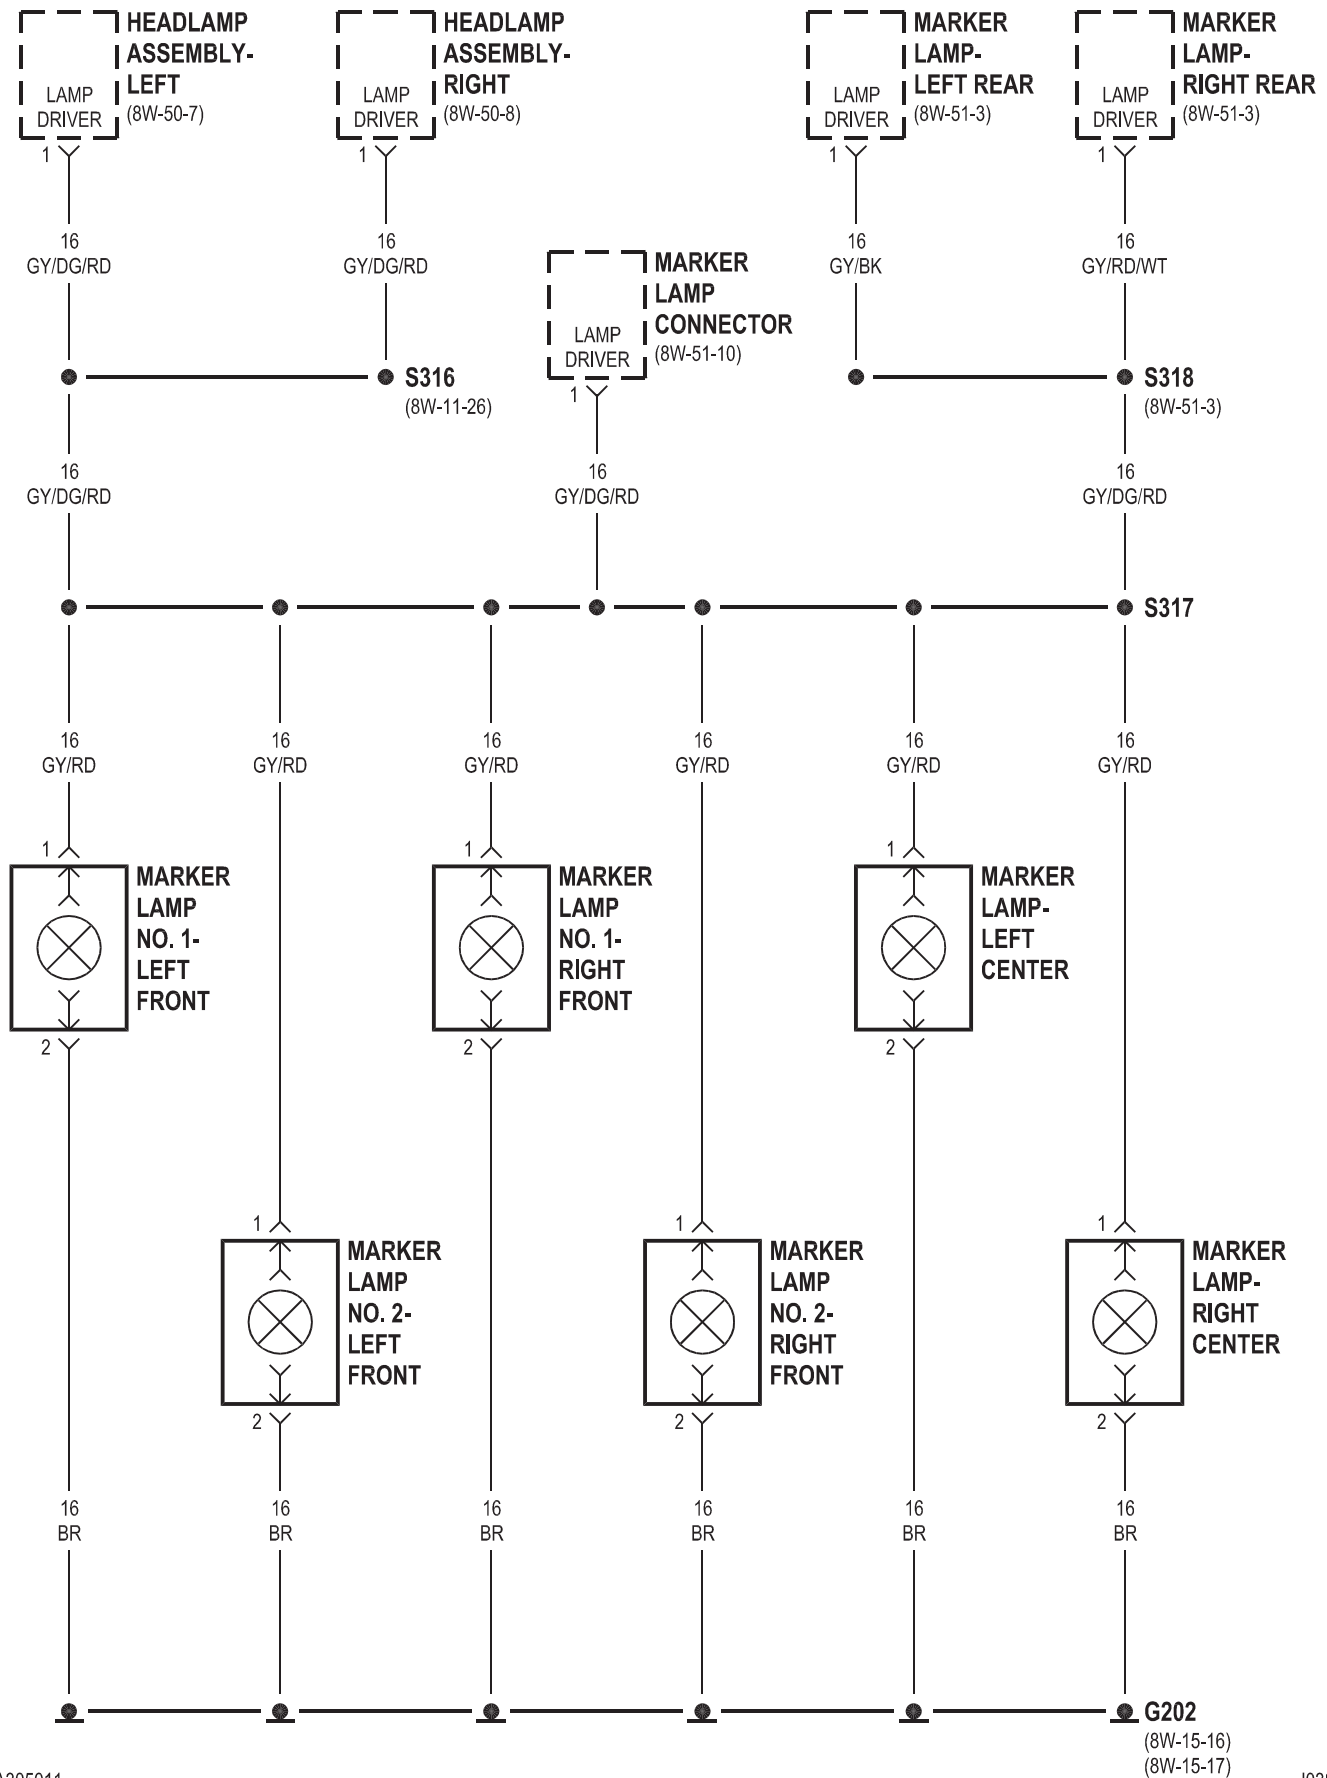 HEADLAMP
ASSEMBLY-
LEFT
(8W-50-7)
LAMP
DRIVER
1
HEADLAMP
ASSEMBLY-
RIGHT
(8W-50-8)
LAMP
DRIVER
1
MARKER
LAMP-
LEFT REAR
(8W-51-3)
LAMP
DRIVER
1
MARKER
LAMP-
RIGHT REAR
(8W-51-3)
LAMP
DRIVER
1
16
GY/DG/RD
16
GY/DG/RD
16
GY/BK
16
GY/RD/WT
MARKER
LAMP
CONNECTOR
(8W-51-10)
LAMP
DRIVER
1
S316
(8W-11-26)
S318
(8W-51-3)
16
GY/DG/RD
16
GY/DG/RD
16
GY/DG/RD
S317
16
GY/RD
16
GY/RD
16
GY/RD
16
GY/RD
16
GY/RD
16
GY/RD
1
MARKER
LAMP
NO. 1-
LEFT
FRONT
2
1
MARKER
LAMP
NO. 1-
RIGHT
FRONT
2
1
MARKER
LAMP-
LEFT
CENTER
2
1
MARKER
LAMP
NO. 2-
LEFT
FRONT
2
1
MARKER
LAMP
NO. 2-
RIGHT
FRONT
2
1
MARKER
LAMP-
RIGHT
CENTER
2
16
BR
16
BR
16
BR
16
BR
16
BR
16
BR
G202
(8W-15-16)
(8W-15-17)